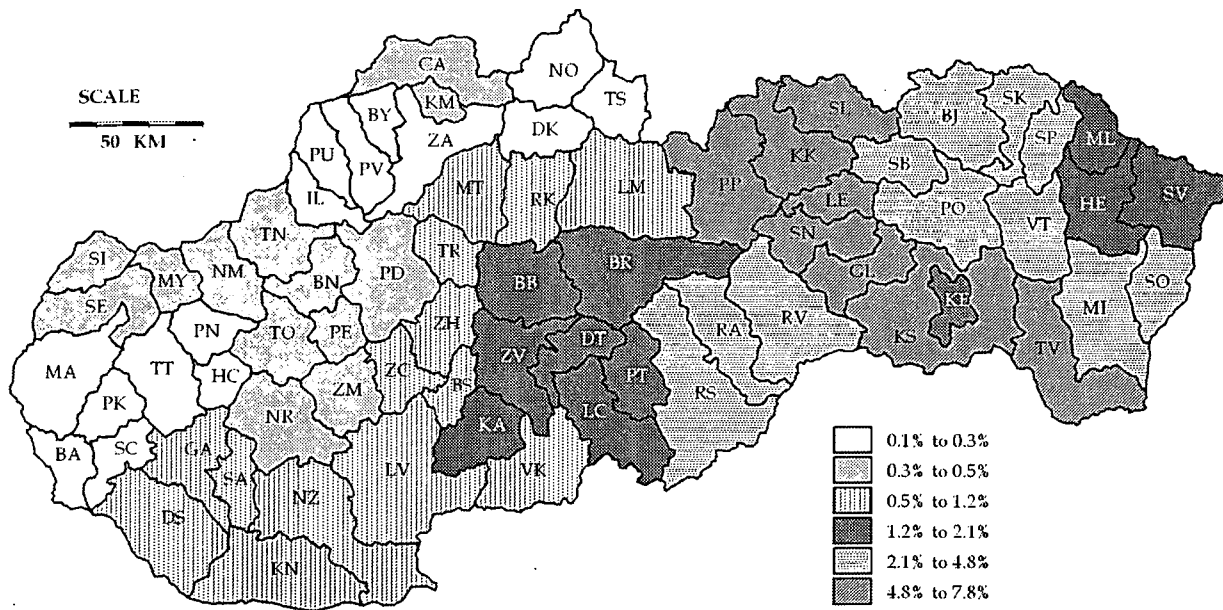 SCALE
50 KM
CA
NO
KM
TS
BY
ZA
DK
PU
PV
IL
MT
RK
LM
SL
BJ
SK
SP
ML
KK
SB
PP
LE
PO
HE
SV
SN
VT
GL
TN
SI
MY
NM
BN
PD
TR
BB
BR
SE
PN
TO
PE
ZH
RA
RV
KS
KE
MI
SO
TV
MA
TT
HC
ZM
ZC
BS
ZV
DT
PT
RS
PK
NR
KA
LC
BA
SC
GA
SA
NZ
LV
VK
DS
KN
0.1% to 0.3%
0.3% to 0.5%
0.5% to 1.2%
1.2% to 2.1%
2.1% to 4.8%
4.8% to 7.8%